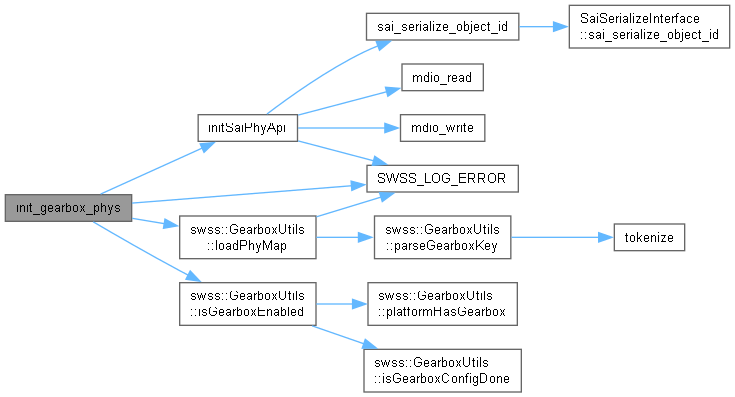 init_gearbox_phys
initSaiPhyApi
sai_serialize_object_id
SaiSerializeInterface
::sai_serialize_object_id
mdio_read
mdio_write
SWSS_LOG_ERROR
swss::GearboxUtils
::loadPhyMap
swss::GearboxUtils
::parseGearboxKey
tokenize
swss::GearboxUtils
::isGearboxEnabled
swss::GearboxUtils
::platformHasGearbox
swss::GearboxUtils
::isGearboxConfigDone